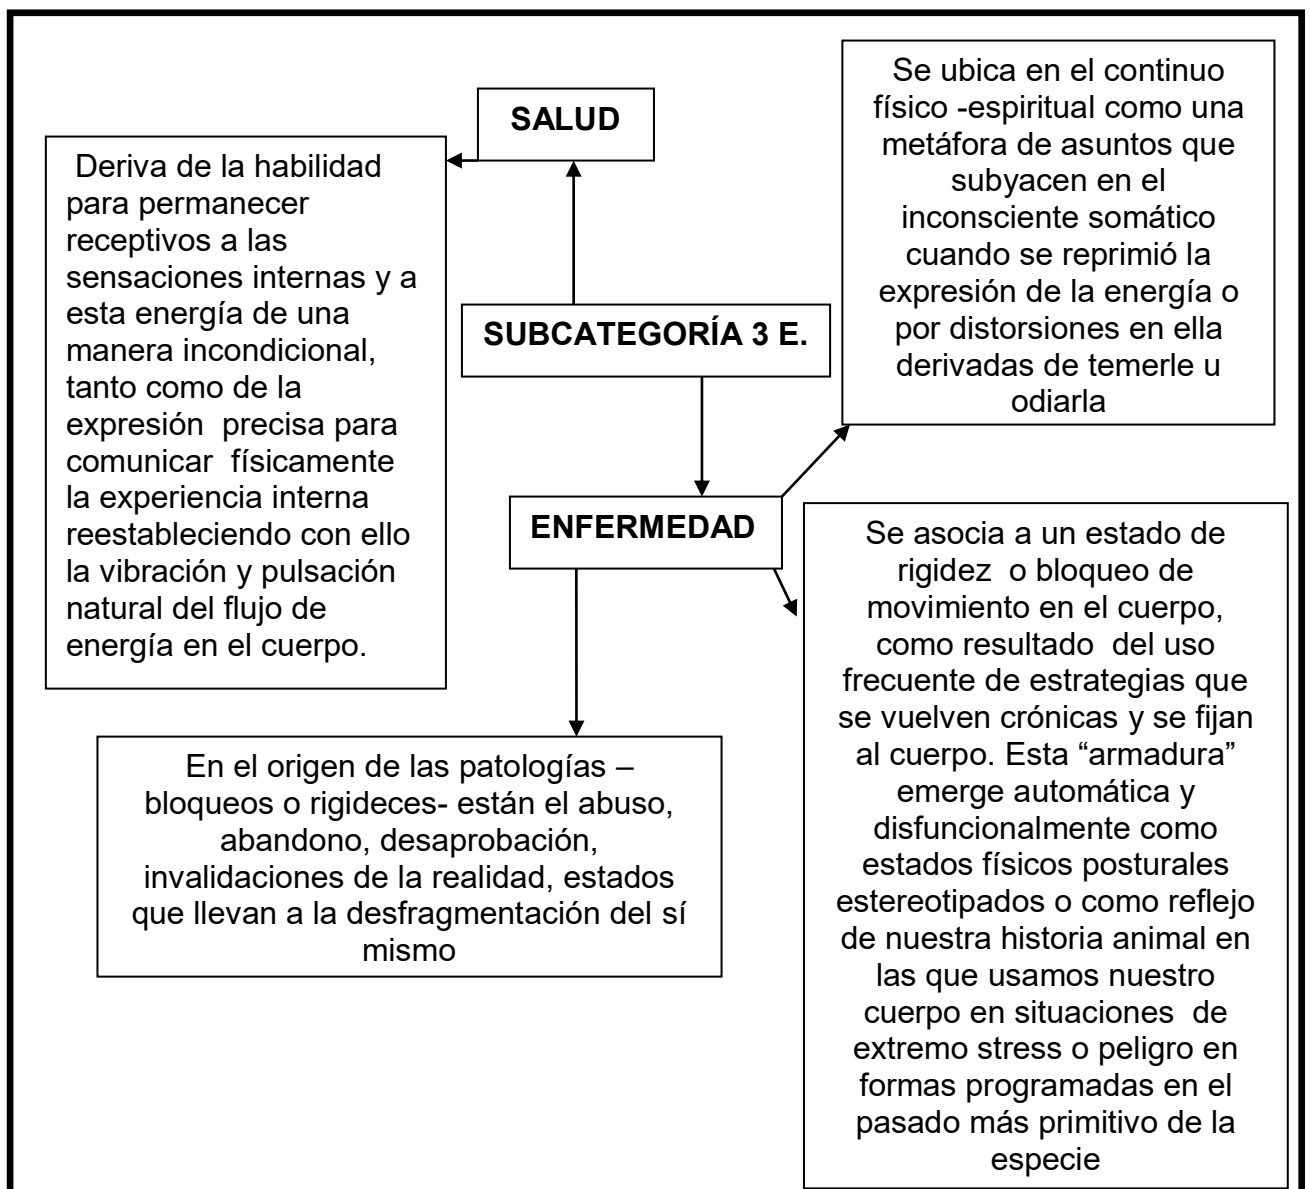 SALUD
Deriva de la habilidad
para permanecer
receptivos a las
sensaciones internas y a
esta energía de una
manera incondicional,
tanto como de la
expresión precisa para
comunicar físicamente
la experiencia interna
reestableciendo con ello
la vibración y pulsación
natural del flujo de
energía en el cuerpo.
SUBCATEGORÍA 3 E.
Se ubica en el continuo
físico -espiritual como una
metáfora de asuntos que
subyacen en el
inconsciente somático
cuando se reprimió la
expresión de la energía o
por distorsiones en ella
derivadas de temerle u
odiarla
ENFERMEDAD
Se asocia a un estado de
rigidez o bloqueo de
movimiento en el cuerpo,
como resultado del uso
frecuente de estrategias que
se vuelven crónicas y se fijan
al cuerpo. Esta “armadura”
emerge automática y
disfuncionalmente como
estados físicos posturales
estereotipados o como reflejo
de nuestra historia animal en
las que usamos nuestro
cuerpo en situaciones de
extremo stress o peligro en
formas programadas en el
pasado más primitivo de la
especie
En el origen de las patologías –
bloqueos o rigideces- están el abuso,
abandono, desaprobación,
invalidaciones de la realidad, estados
que llevan a la desfragmentación del sí
mismo